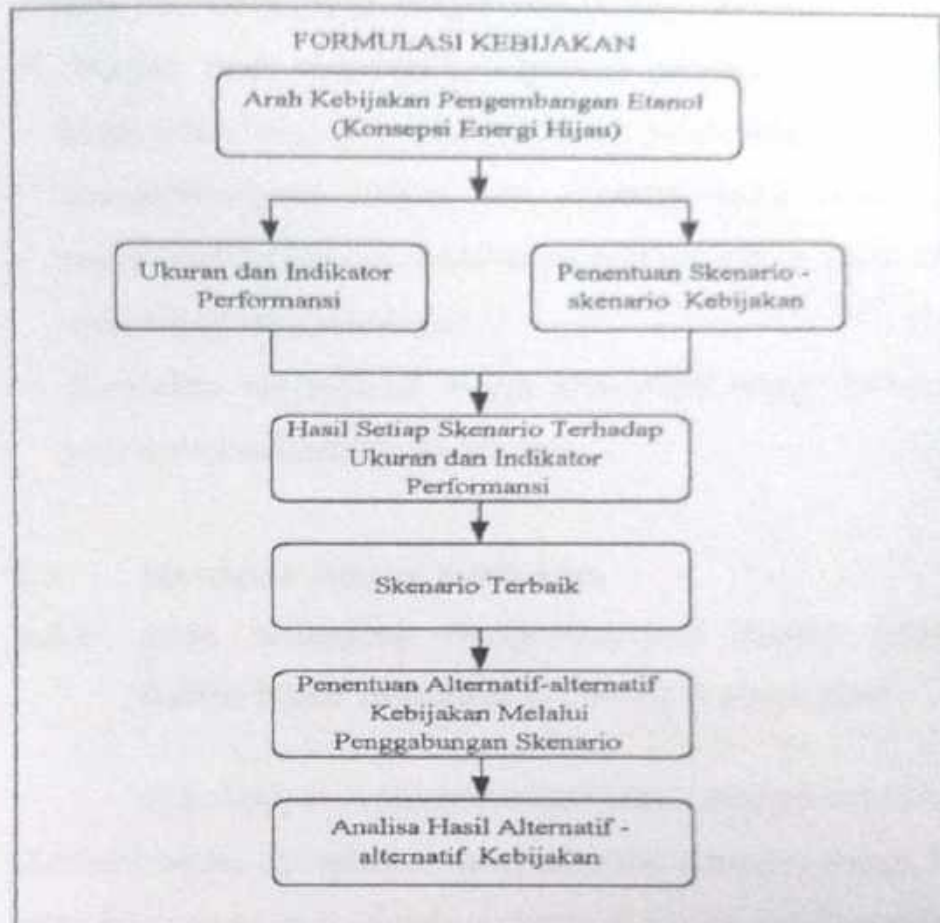 FORMULASI KEBIJAKAN
Arah Kebijakan Pengembangan Etanol
(Konsepsi Energi Hijau)
Ukuran dan Indikator
Performansi
Penentuan Skenario -
skenario Kebijakan
Hasil Setiap Skenario Terhadap
Ukuran dan Indikator
Performansi
Skenario Terbaik
Penentuan Alternatif-alternatif
Kebijakan Melalui
Penggabungan Skenario
Analisa Hasil Alternatif -
alternatif Kebijakan